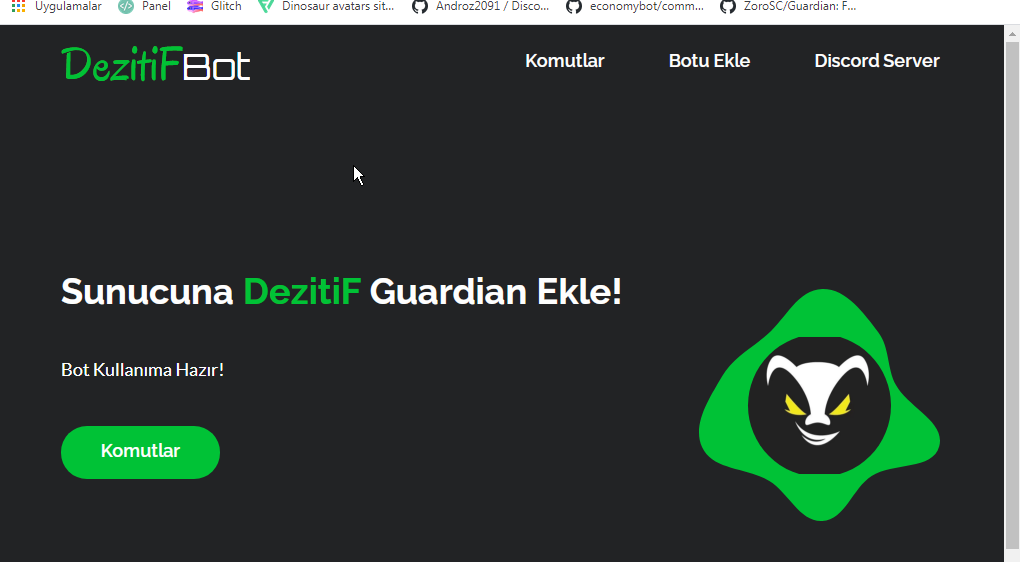 Uygulamalar Panel Glitch Dinosaur avatars sit... Androz2091 / Disco... economybot/comm... ZoroSC/Guardian: F...
DezitiFBot Komutlar Botu Ekle Discord Server
Sunucuna DezitiF Guardian Ekle!
Bot Kullanıma Hazır!
Komutlar